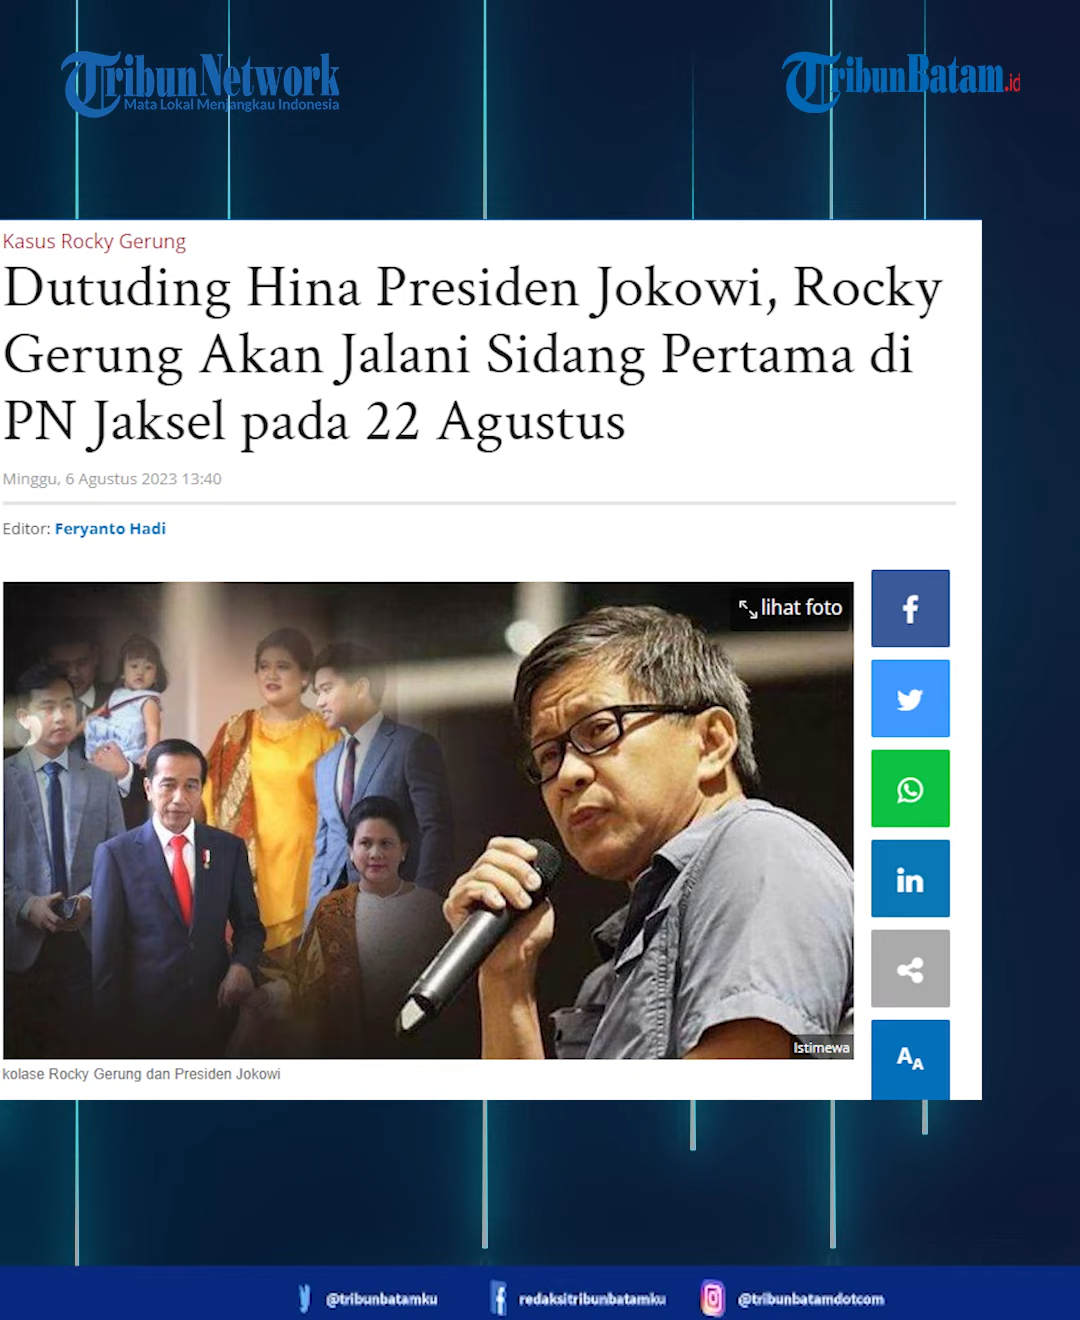 TribunNetwork
Mata Lokal Menjangkau Indonesia
TribunBatam.id
Kasus Rocky Gerung
Dutuding Hina Presiden Jokowi, Rocky
Gerung Akan Jalani Sidang Pertama di
PN Jaksel pada 22 Agustus
Minggu, 6 Agustus 2023 13:40
Editor: Feryanto Hadi
lihat foto
Istimewa
kolase Rocky Gerung dan Presiden Jokowi
AA
@tribunbatamku
redaksitribunbatamku
@tribunbatamdotcom